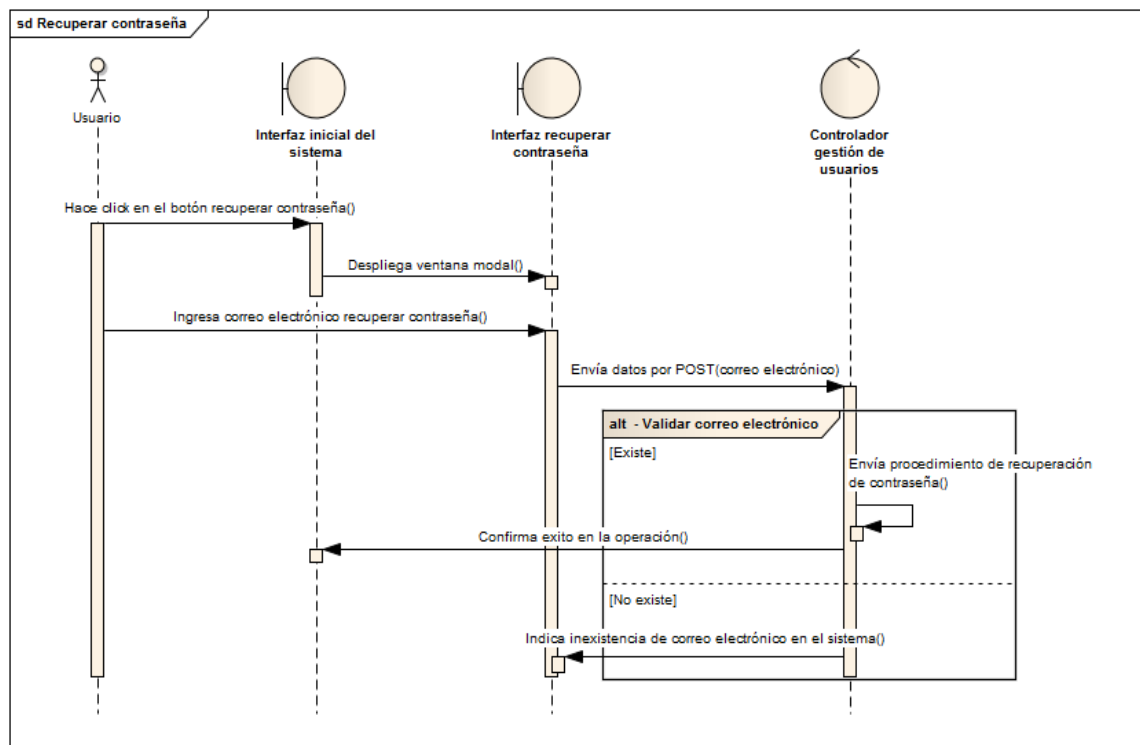 sd Recuperar contraseña
Usuario
Interfaz inicial del
sistema
Interfaz recuperar
contraseña
Controlador
gestión de
usuarios
Hace click en el botón recuperar contraseña()
Despliega ventana modal()
Ingresa correo electrónico recuperar contraseña()
Envía datos por POST(correo electrónico)
alt - Validar correo electrónico
[Existe]
Envía procedimiento de recuperación
de contraseña()
Confirma exito en la operación()
[No existe]
Indica inexistencia de correo electrónico en el sistema()